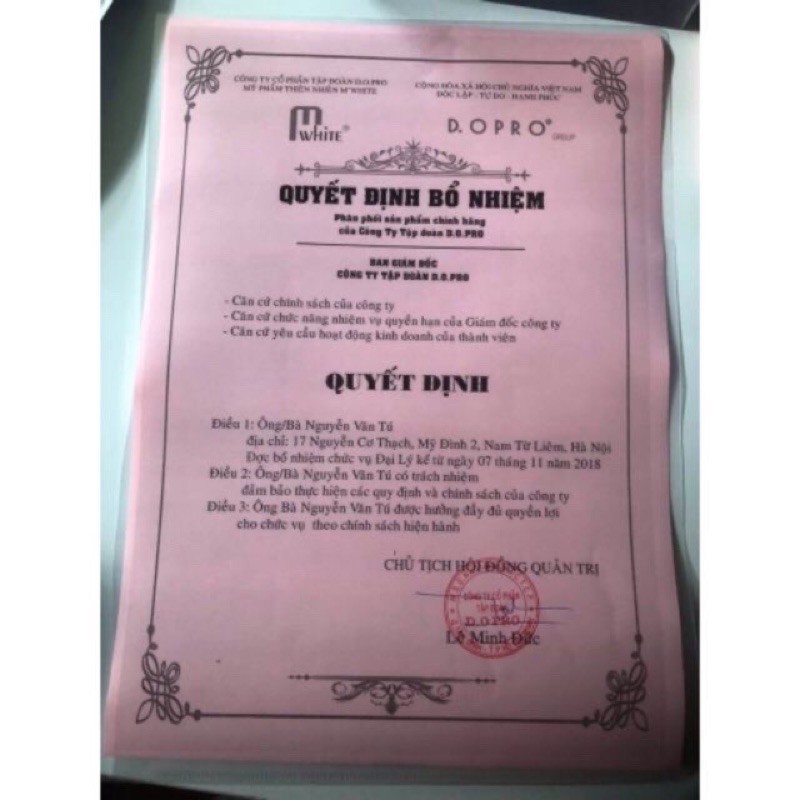 CÔNG TY CỔ PHẦN TẬP ĐOÀN D.O.PRO
MỸ PHẨM THIÊN NHIÊN M'WHITE
CỘNG HÒA XÃ HỘI CHỦ NGHĨA VIỆT NAM
ĐỘC LẬP - TỰ DO - HẠNH PHÚC
M WHITE®
D.OPRO®
GROUP
QUYẾT ĐỊNH BỔ NHIỆM
Phân phối sản phẩm chính hãng
của Công Ty Tập đoàn D.O.PRO
BAN GIÁM ĐỐC
CÔNG TY TẬP ĐOÀN D.O.PRO
- Căn cứ chính sách của công ty
- Căn cứ chức năng nhiệm vụ quyền hạn của Giám đốc công ty
- Căn cứ yêu cầu hoạt động kinh doanh của thành viên
QUYẾT ĐỊNH
Điều 1: Ông/Bà Nguyễn Văn Tú
địa chỉ: 17 Nguyễn Cơ Thạch, Mỹ Đình 2, Nam Từ Liêm, Hà Nội
Đợc bổ nhiệm chức vụ Đại Lý kể từ ngày 07 tháng 11 năm 2018
Điều 2: Ông/Bà Nguyễn Văn Tú có trách nhiệm
đảm bảo thực hiện các quy định và chính sách của công ty
Điều 3: Ông Bà Nguyễn Văn Tú được hưởng đầy đủ quyền lợi
cho chức vụ theo chính sách hiện hành
CHỦ TỊCH HỘI ĐỒNG QUẢN TRỊ
CÔNG TY CỔ PHẦN
TẬP ĐOÀN
D.O PRO
Lê Minh Đức